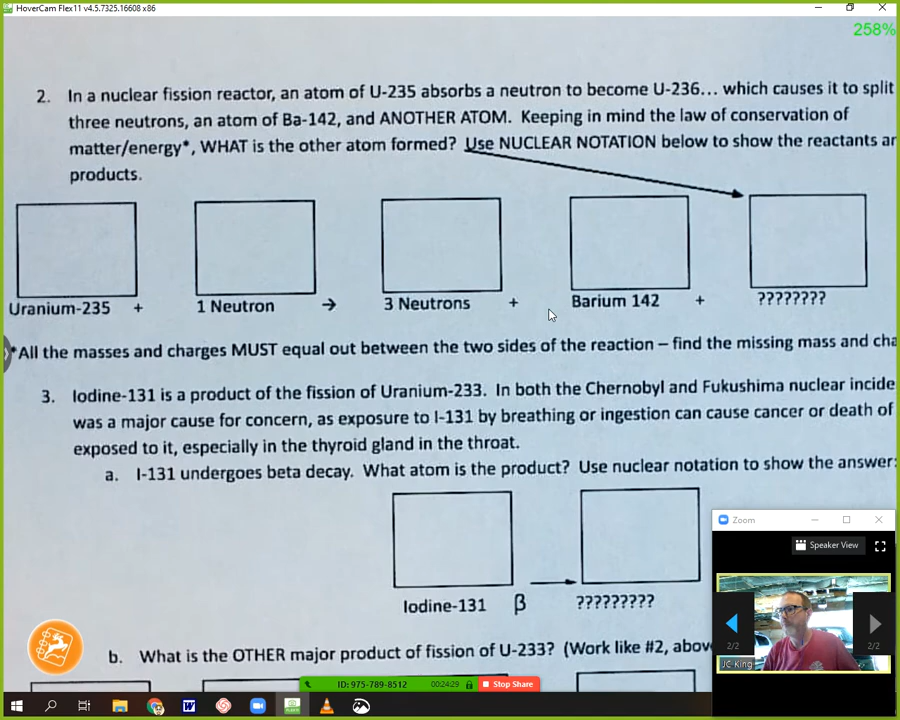 HoverCam Flex11 v4.5.7325.16608 x86
258%
2. In a nuclear fission reactor, an atom of U-235 absorbs a neutron to become U-236... which causes it to split
three neutrons, an atom of Ba-142, and ANOTHER ATOM. Keeping in mind the law of conservation of
matter/energy*, WHAT is the other atom formed? Use NUCLEAR NOTATION below to show the reactants ar
products.
Uranium-235 + 1 Neutron → 3 Neutrons + Barium 142 + ????????
*All the masses and charges MUST equal out between the two sides of the reaction – find the missing mass and cha
3. Iodine-131 is a product of the fission of Uranium-233. In both the Chernobyl and Fukushima nuclear incide
was a major cause for concern, as exposure to I-131 by breathing or ingestion can cause cancer or death of
exposed to it, especially in the thyroid gland in the throat.
a. I-131 undergoes beta decay. What atom is the product? Use nuclear notation to show the answer:
Zoom
Speaker View
Iodine-131 β ?????????
2/2 2/2
JC King
b. What is the OTHER major product of fission of U-233? (Work like #2, abov
ID: 975-789-8512 00:24:29 Stop Share